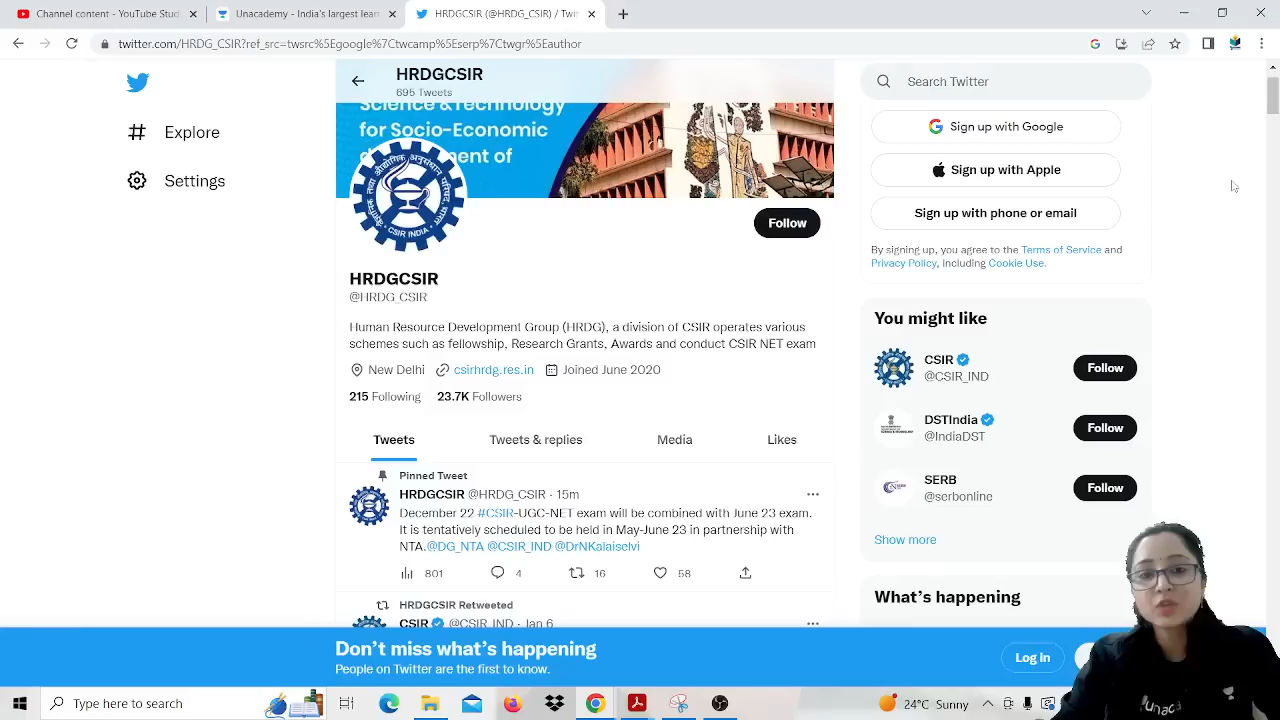 Channel content - YouTube Stud
Unacademy - India's largest learn
HRDGCSIR (@HRDG_CSIR) / Twit
twitter.com/HRDG_CSIR?ref_src=twsrc%5Egoogle%7Ctwcamp%5Eserp%7Ctwgr%5Eauthor
Explore
Settings
HRDGCSIR
695 Tweets
Science & Technology
for Socio-Economic
of
CSIR INDIA
Follow
HRDGCSIR
@HRDG_CSIR
Human Resource Development Group (HRDG), a division of CSIR operates various
schemes such as fellowship, Research Grants, Awards and conduct CSIR NET exam
New Delhi csirhrdg.res.in Joined June 2020
215 Following 23.7K Followers
Tweets Tweets & replies Media Likes
Pinned Tweet
HRDGCSIR @HRDG_CSIR · 15m
December 22 #CSIR-UGC-NET exam will be combined with June 23 exam.
It is tentatively scheduled to be held in May-June 23 in partnership with
NTA.@DG_NTA @CSIR_IND @DrNKalaiselvi
801 4 16 58
HRDGCSIR Retweeted
CSIR @CSIR_IND · Jan 6
Search Twitter
Sign up with Google
Sign up with Apple
Sign up with phone or email
By signing up, you agree to the Terms of Service and
Privacy Policy, including Cookie Use.
You might like
CSIR
@CSIR_IND
Follow
DSTIndia
@IndiaDST
Follow
SERB
@serbonline
Follow
Show more
What's happening
Don't miss what's happening
People on Twitter are the first to know.
Log in
Type here to search
24°C Sunny